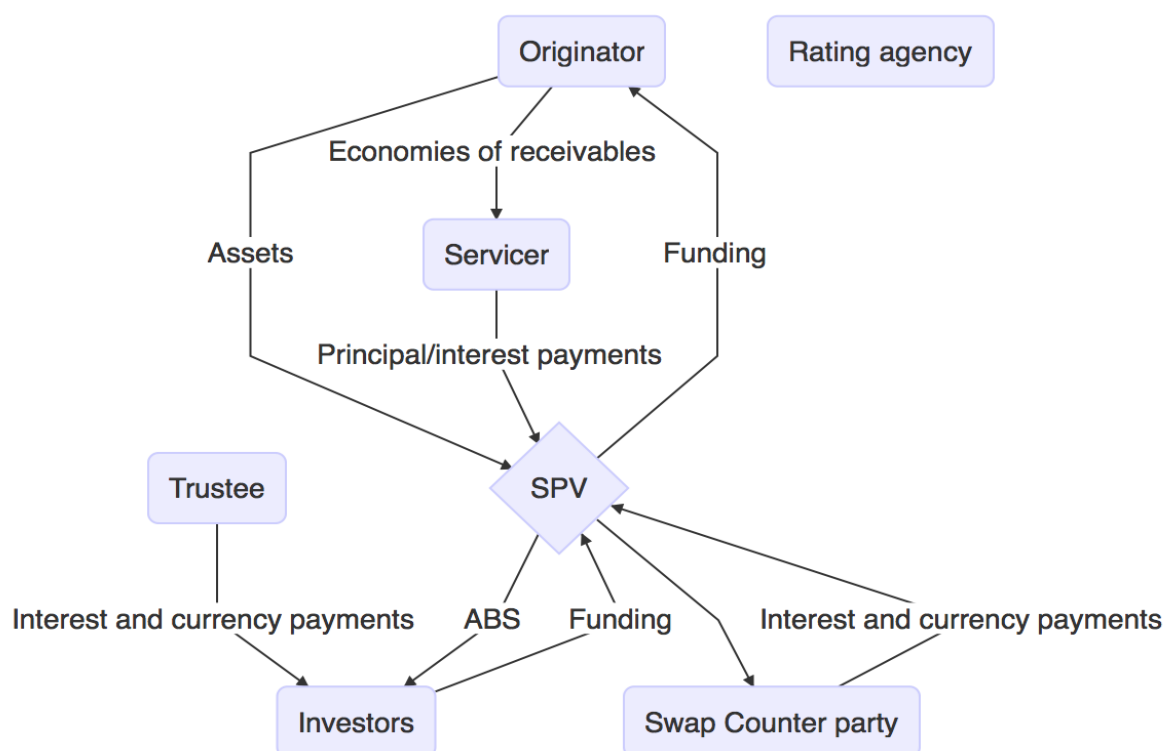 Originator
Rating agency
Economies of receivables
Assets
Servicer
Funding
Principal/interest payments
Trustee
SPV
Interest and currency payments
ABS
Funding
Interest and currency payments
Investors
Swap Counter party